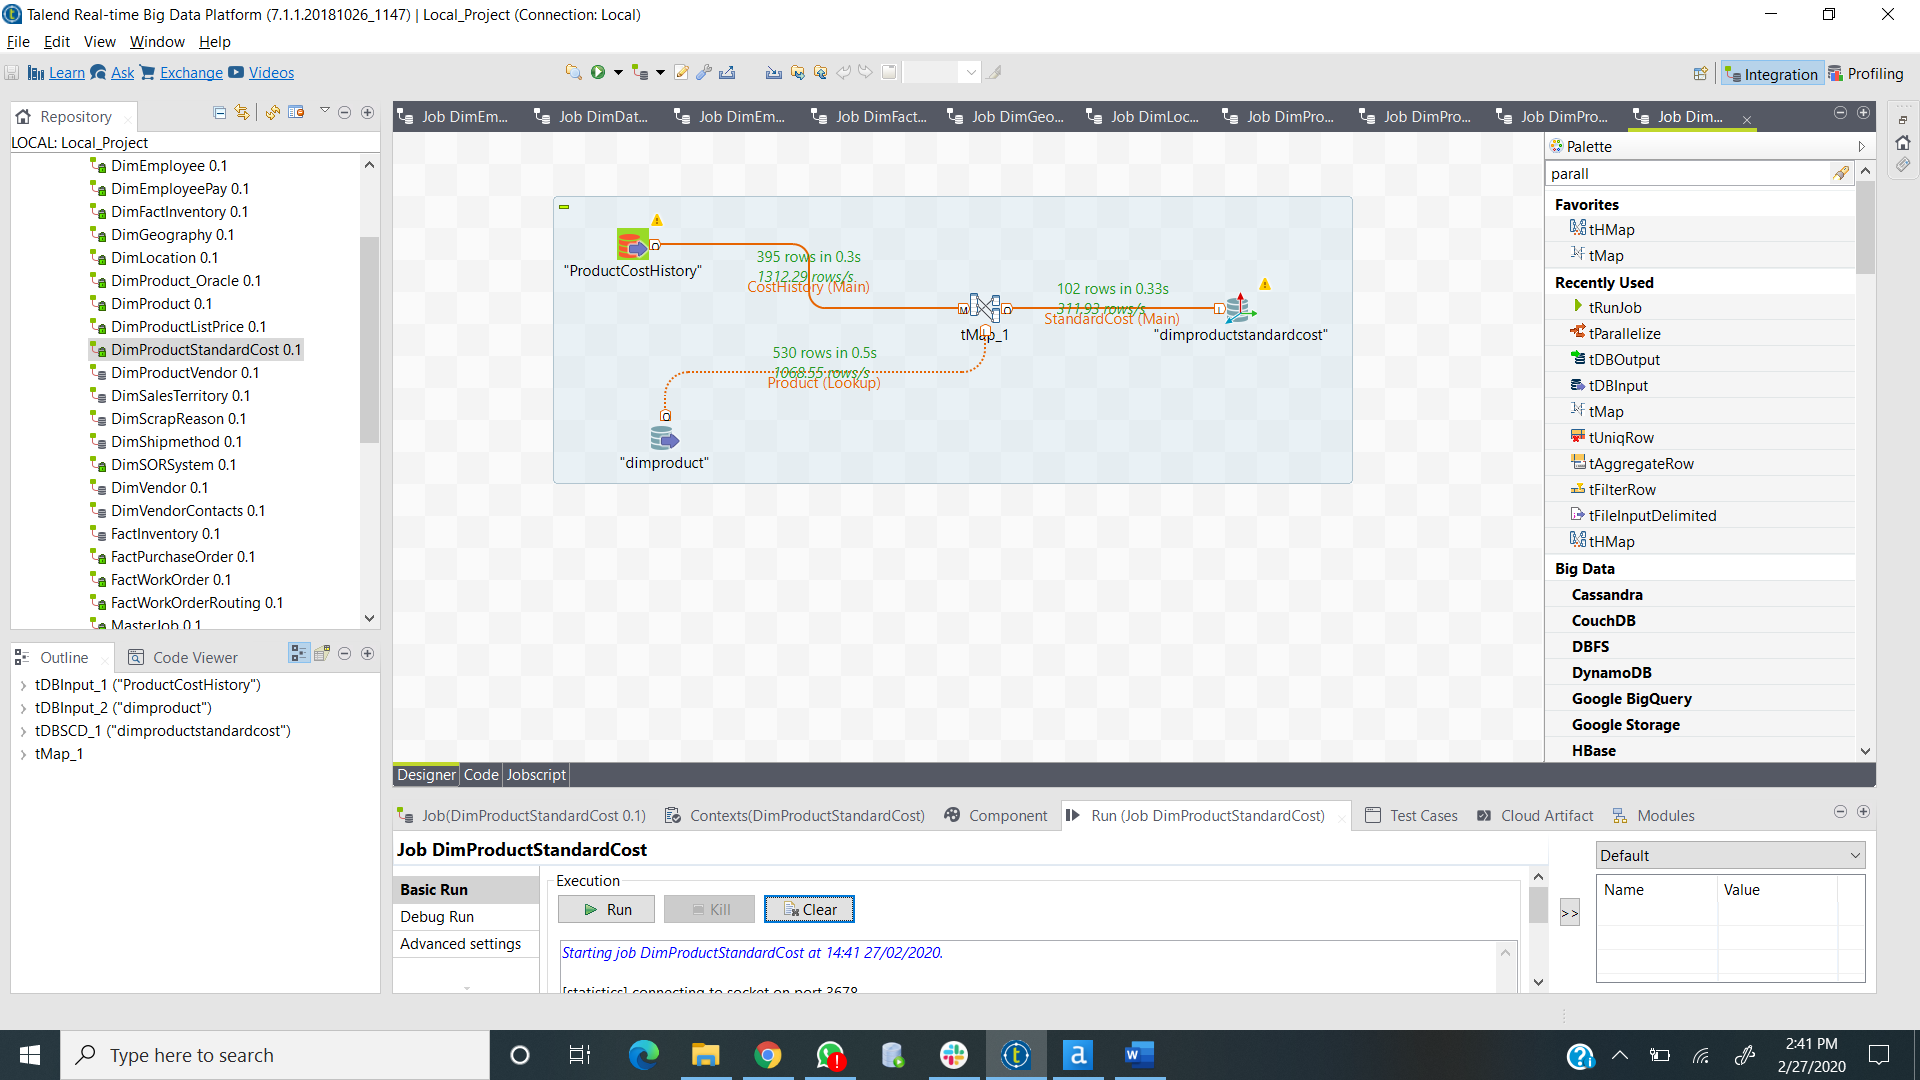 Talend Real-time Big Data Platform (7.1.1.20181026_1147) | Local_Project (Connection: Local)
File Edit View Window Help
Learn Ask Exchange Videos
Integration Profiling
Repository
LOCAL: Local_Project
DimEmployee 0.1
DimEmployeePay 0.1
DimFactInventory 0.1
DimGeography 0.1
DimLocation 0.1
DimProduct_Oracle 0.1
DimProduct 0.1
DimProductListPrice 0.1
DimProductStandardCost 0.1
DimProductVendor 0.1
DimSalesTerritory 0.1
DimScrapReason 0.1
DimShipmethod 0.1
DimSORSystem 0.1
DimVendor 0.1
DimVendorContacts 0.1
FactInventory 0.1
FactPurchaseOrder 0.1
FactWorkOrder 0.1
FactWorkOrderRouting 0.1
MasterJob 0.1
Outline Code Viewer
tDBInput_1 ("ProductCostHistory")
tDBInput_2 ("dimproduct")
tDBSCD_1 ("dimproductstandardcost")
tMap_1
Job DimEm... Job DimDat... Job DimEm... Job DimFact... Job DimGeo... Job DimLoc... Job DimPro... Job DimPro... Job DimPro... Job Dim...
"ProductCostHistory"
395 rows in 0.3s
1312.29 rows/s
CostHistory (Main)
tMap_1
102 rows in 0.33s
311.93 rows/s
StandardCost (Main)
"dimproductstandardcost"
530 rows in 0.5s
1068.55 rows/s
Product (Lookup)
"dimproduct"
Palette
parall
Favorites
tHMap
tMap
Recently Used
tRunJob
tParallelize
tDBOutput
tDBInput
tMap
tUniqRow
tAggregateRow
tFilterRow
tFileInputDelimited
tHMap
Big Data
Cassandra
CouchDB
DBFS
DynamoDB
Google BigQuery
Google Storage
HBase
Designer Code Jobscript
Job(DimProductStandardCost 0.1) Contexts(DimProductStandardCost) Component Run (Job DimProductStandardCost) Test Cases Cloud Artifact Modules
Job DimProductStandardCost
Basic Run
Debug Run
Advanced settings
Execution
Run Kill Clear
Starting job DimProductStandardCost at 14:41 27/02/2020.
[statistics] connecting to socket on port 3678
>>
Default
Name Value
Type here to search
2:41 PM
2/27/2020